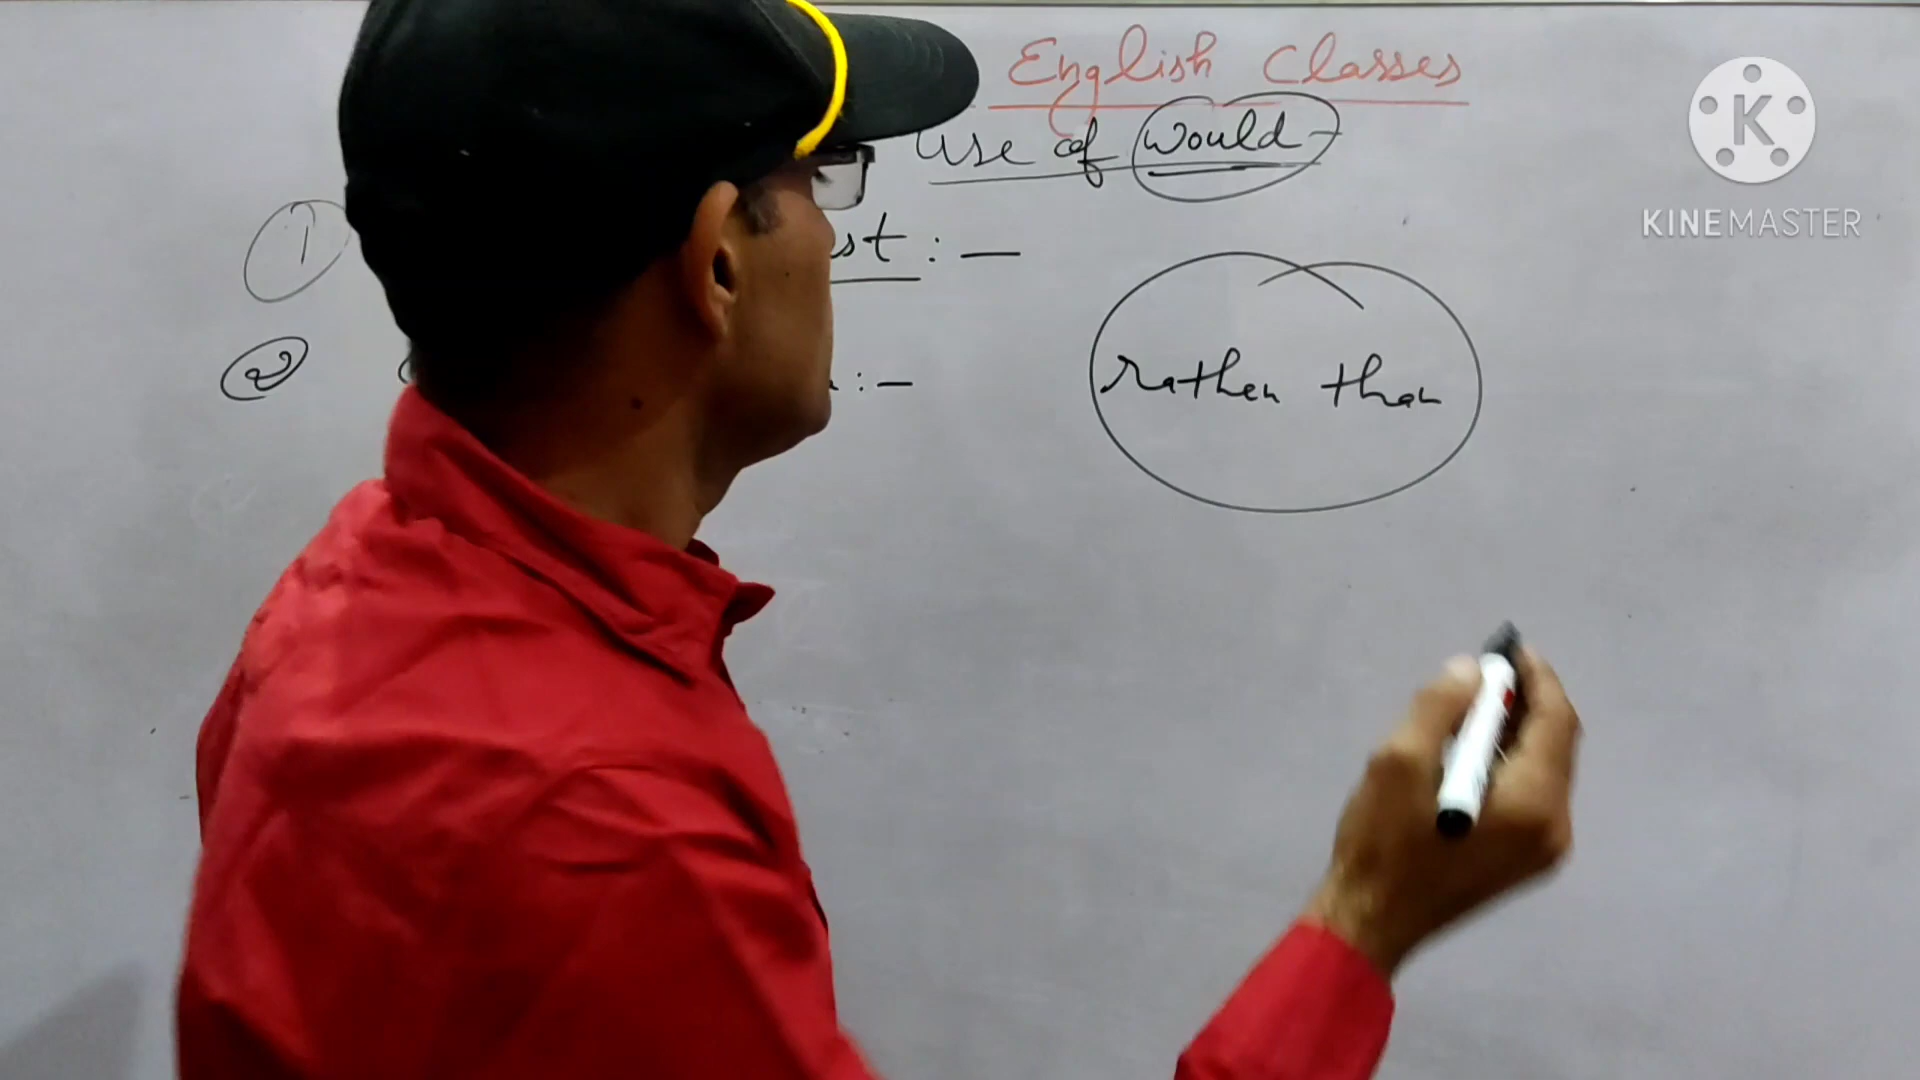 English Classes
Use of would
1 st : —
2 : —
rather than
K
KINEMASTER